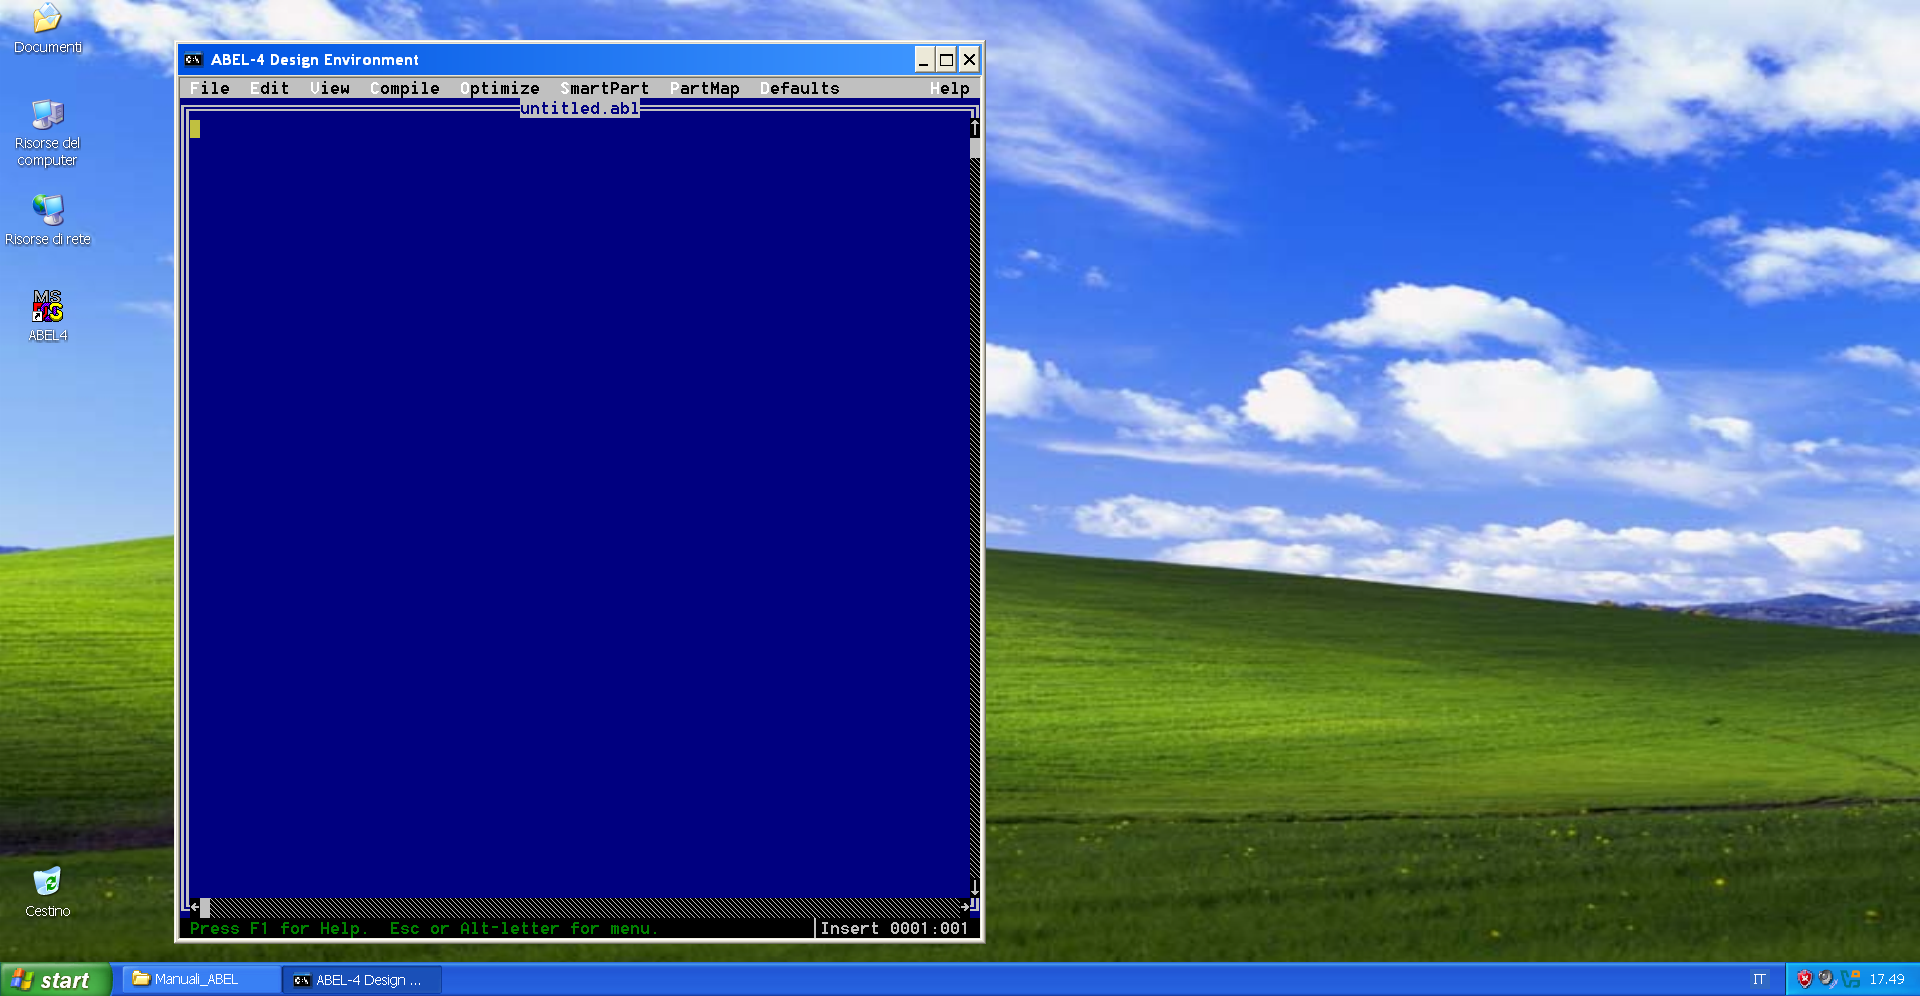 Documenti
Risorse del
computer
Risorse di rete
ABEL4
Cestino
ABEL-4 Design Environment
File Edit View Compile Optimize SmartPart PartMap Defaults Help
untitled.abl
Press F1 for Help. Esc or Alt-letter for menu.
Insert 0001:001
start
Manuali_ABEL
ABEL-4 Design ...
IT
17.49